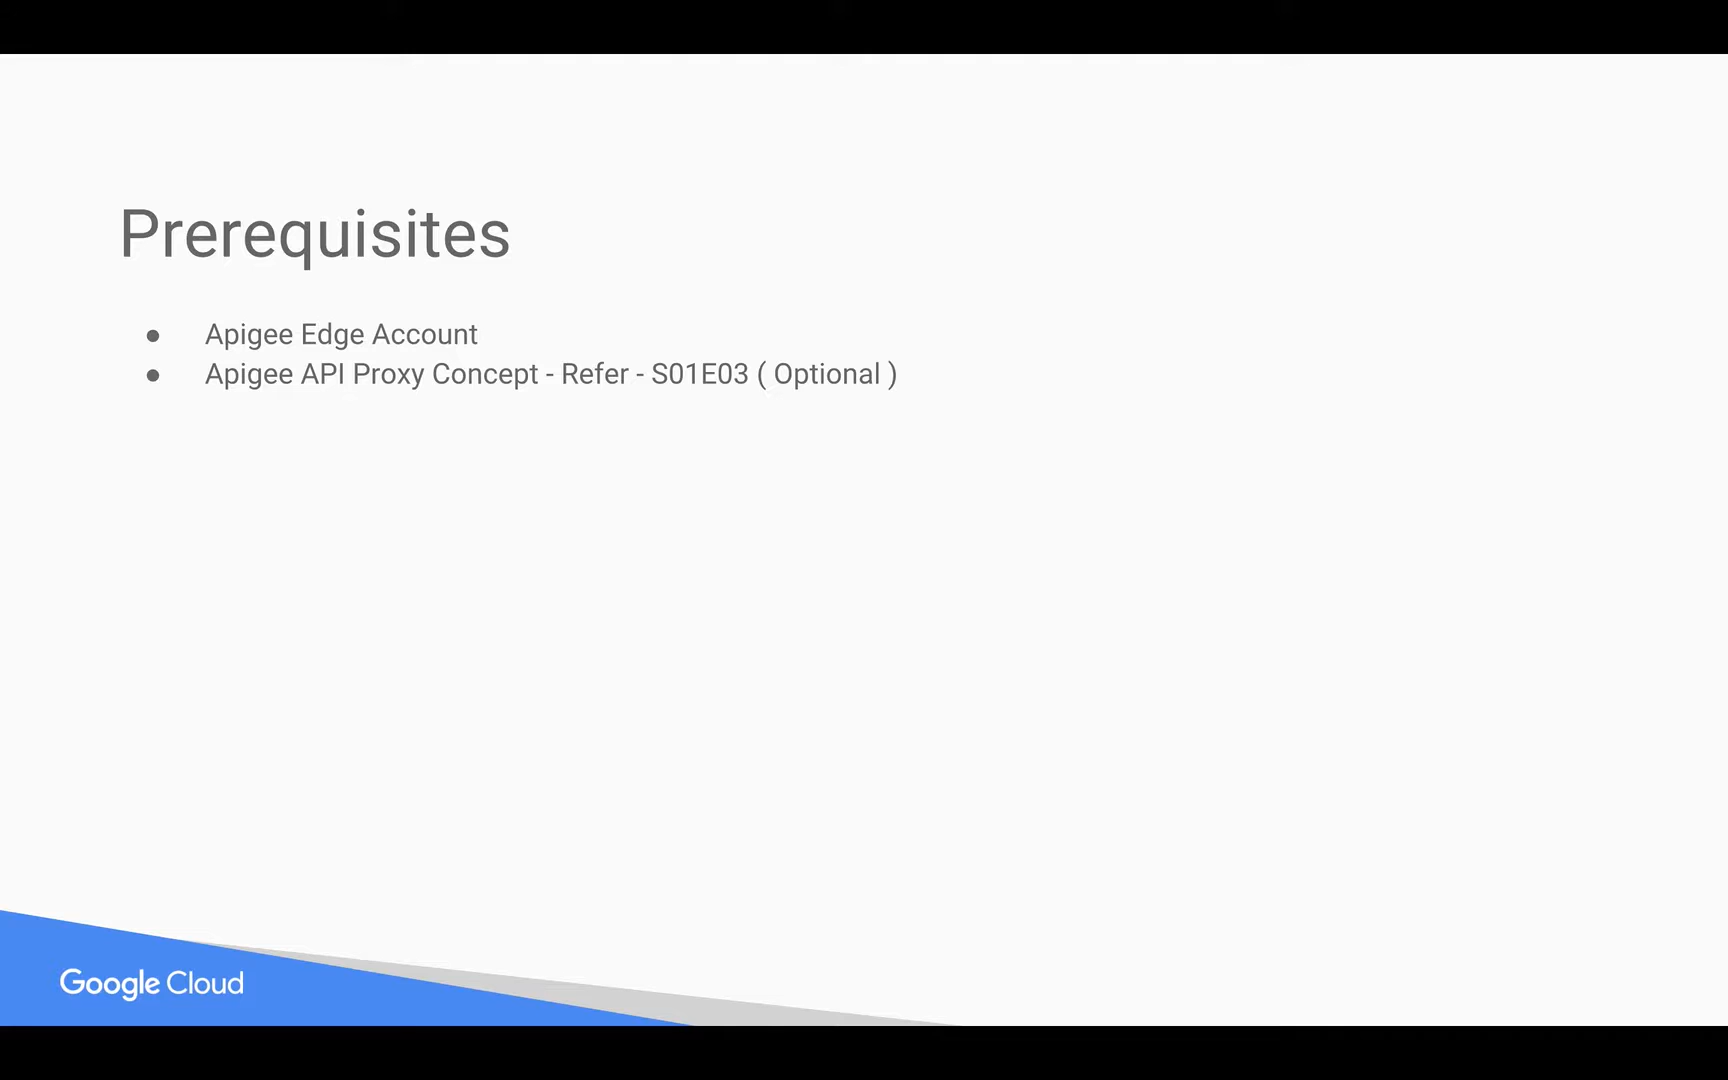 Prerequisites
● Apigee Edge Account
● Apigee API Proxy Concept - Refer - S01E03 ( Optional )
Google Cloud